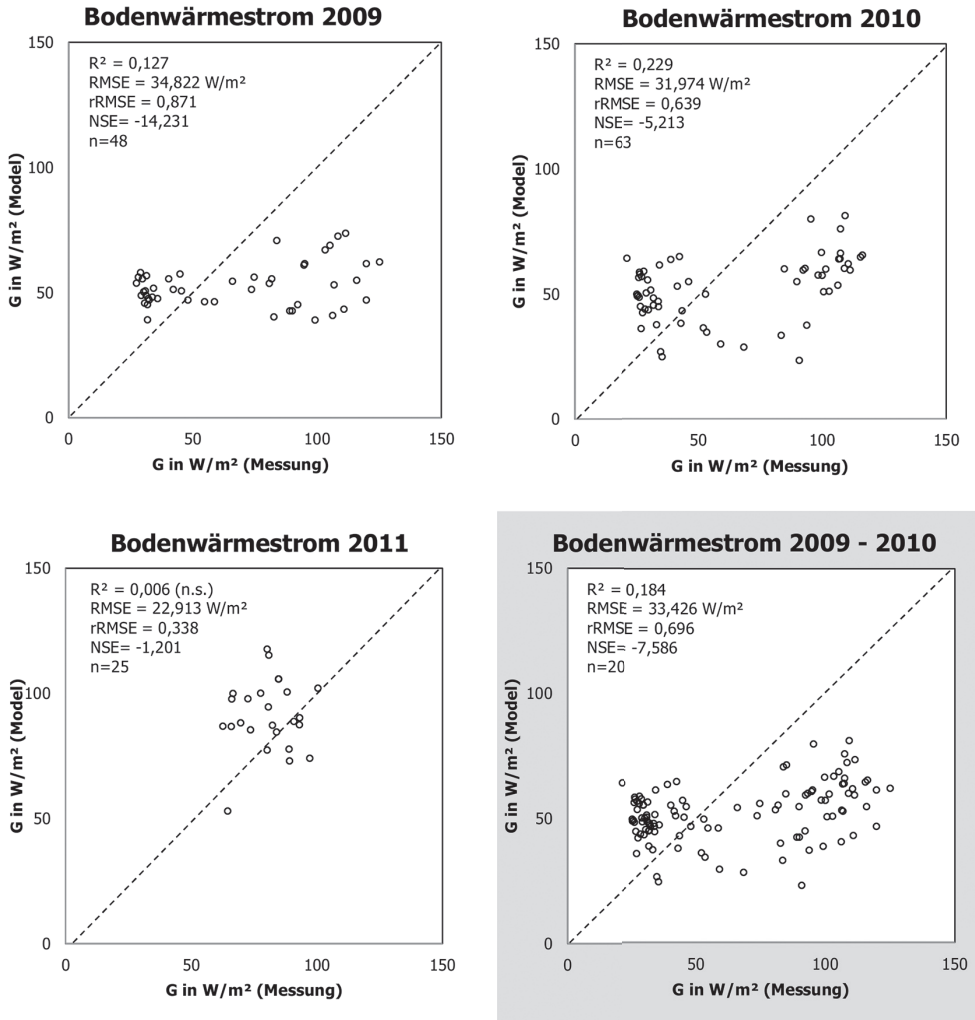 Bodenwärmestrom 2009
R² = 0,127
RMSE = 34,822 W/m²
rRMSE = 0,871
NSE= -14,231
n=48
150
100
50
0
G in W/m² (Model)
0 50 100 150
G in W/m² (Messung)
Bodenwärmestrom 2010
R² = 0,229
RMSE = 31,974 W/m²
rRMSE = 0,639
NSE= -5,213
n=63
150
100
50
0
G in W/m² (Model)
0 50 100 150
G in W/m² (Messung)
Bodenwärmestrom 2011
R² = 0,006 (n.s.)
RMSE = 22,913 W/m²
rRMSE = 0,338
NSE= -1,201
n=25
150
100
50
0
G in W/m² (Model)
0 50 100 150
G in W/m² (Messung)
Bodenwärmestrom 2009 - 2010
R² = 0,184
RMSE = 33,426 W/m²
rRMSE = 0,696
NSE= -7,586
n=20
150
100
50
0
G in W/m² (Model)
0 50 100 150
G in W/m² (Messung)